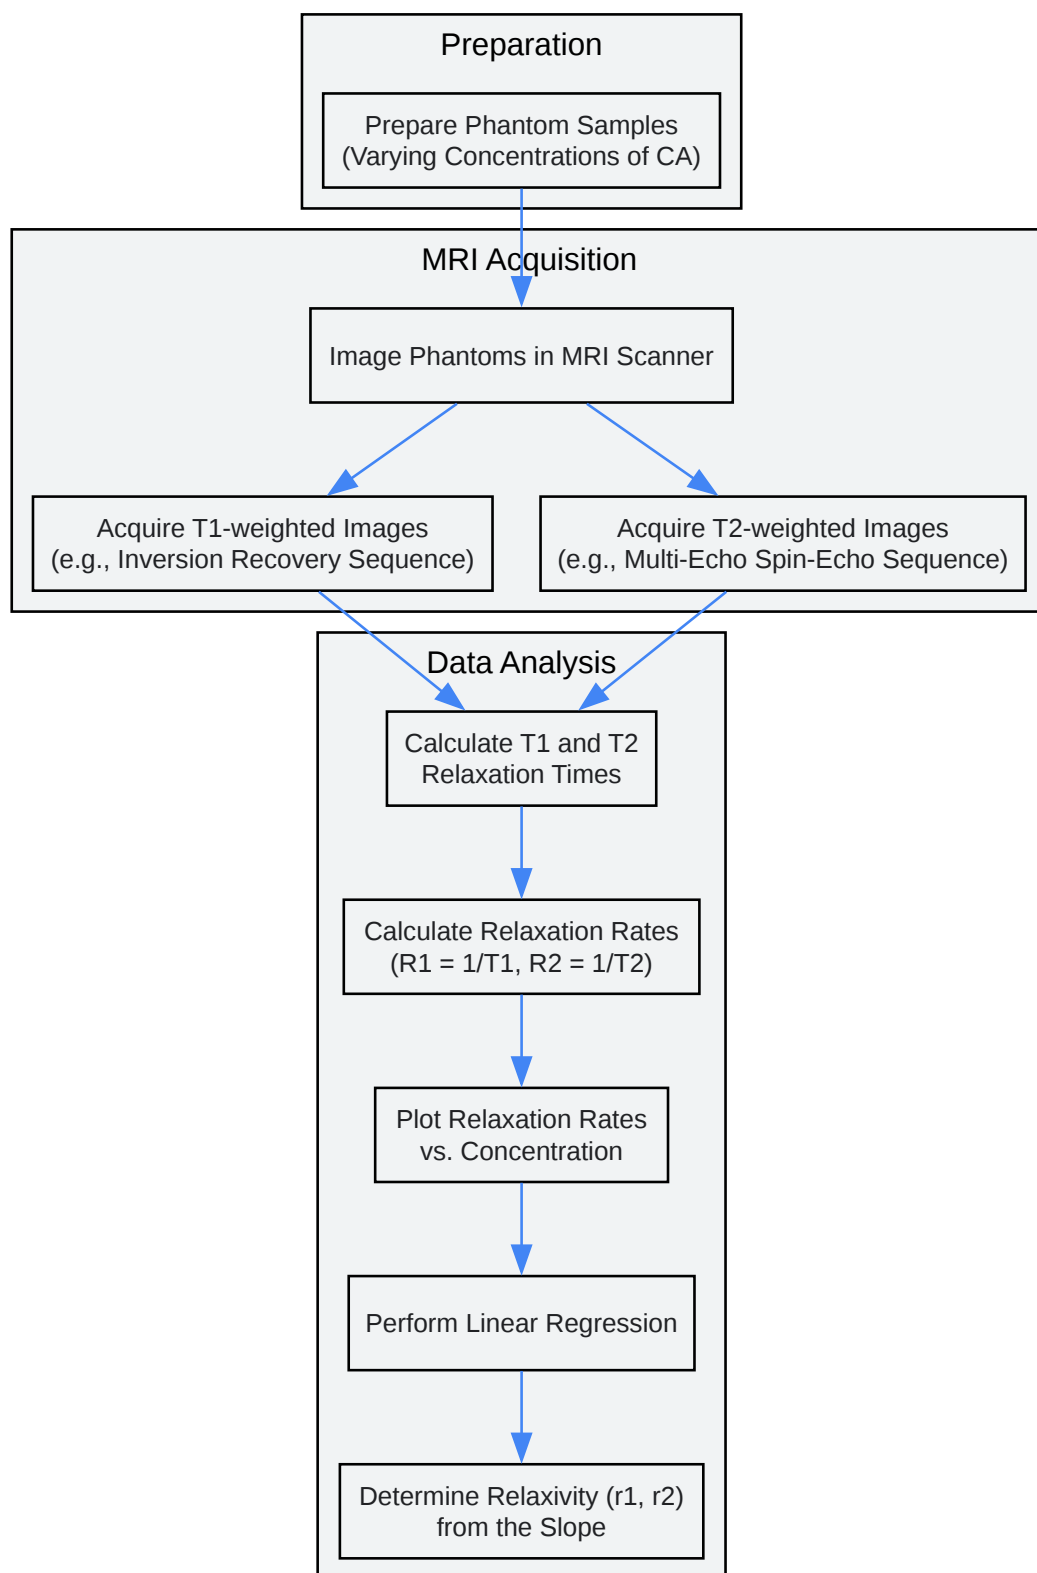 Preparation
Prepare Phantom Samples
(Varying Concentrations of CA)
MRI Acquisition
Image Phantoms in MRI Scanner
Acquire T1-weighted Images
(e.g., Inversion Recovery Sequence)
Acquire T2-weighted Images
(e.g., Multi-Echo Spin-Echo Sequence)
Data Analysis
Calculate T1 and T2
Relaxation Times
Calculate Relaxation Rates
(R1 = 1/T1, R2 = 1/T2)
Plot Relaxation Rates
vs. Concentration
Perform Linear Regression
Determine Relaxivity (r1, r2)
from the Slope